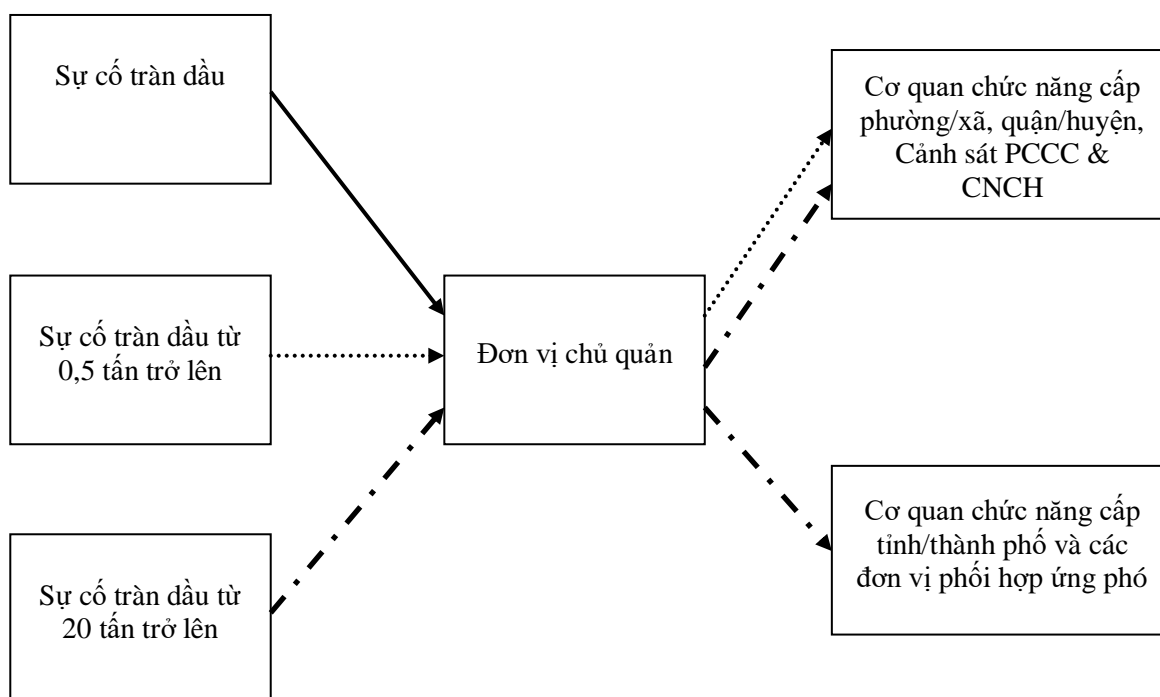 Sự cố tràn dầu
Sự cố tràn dầu từ
0,5 tấn trở lên
Sự cố tràn dầu từ
20 tấn trở lên
Đơn vị chủ quản
Cơ quan chức năng cấp
phường/xã, quận/huyện,
Cảnh sát PCCC &
CNCH
Cơ quan chức năng cấp
tỉnh/thành phố và các
đơn vị phối hợp ứng phó